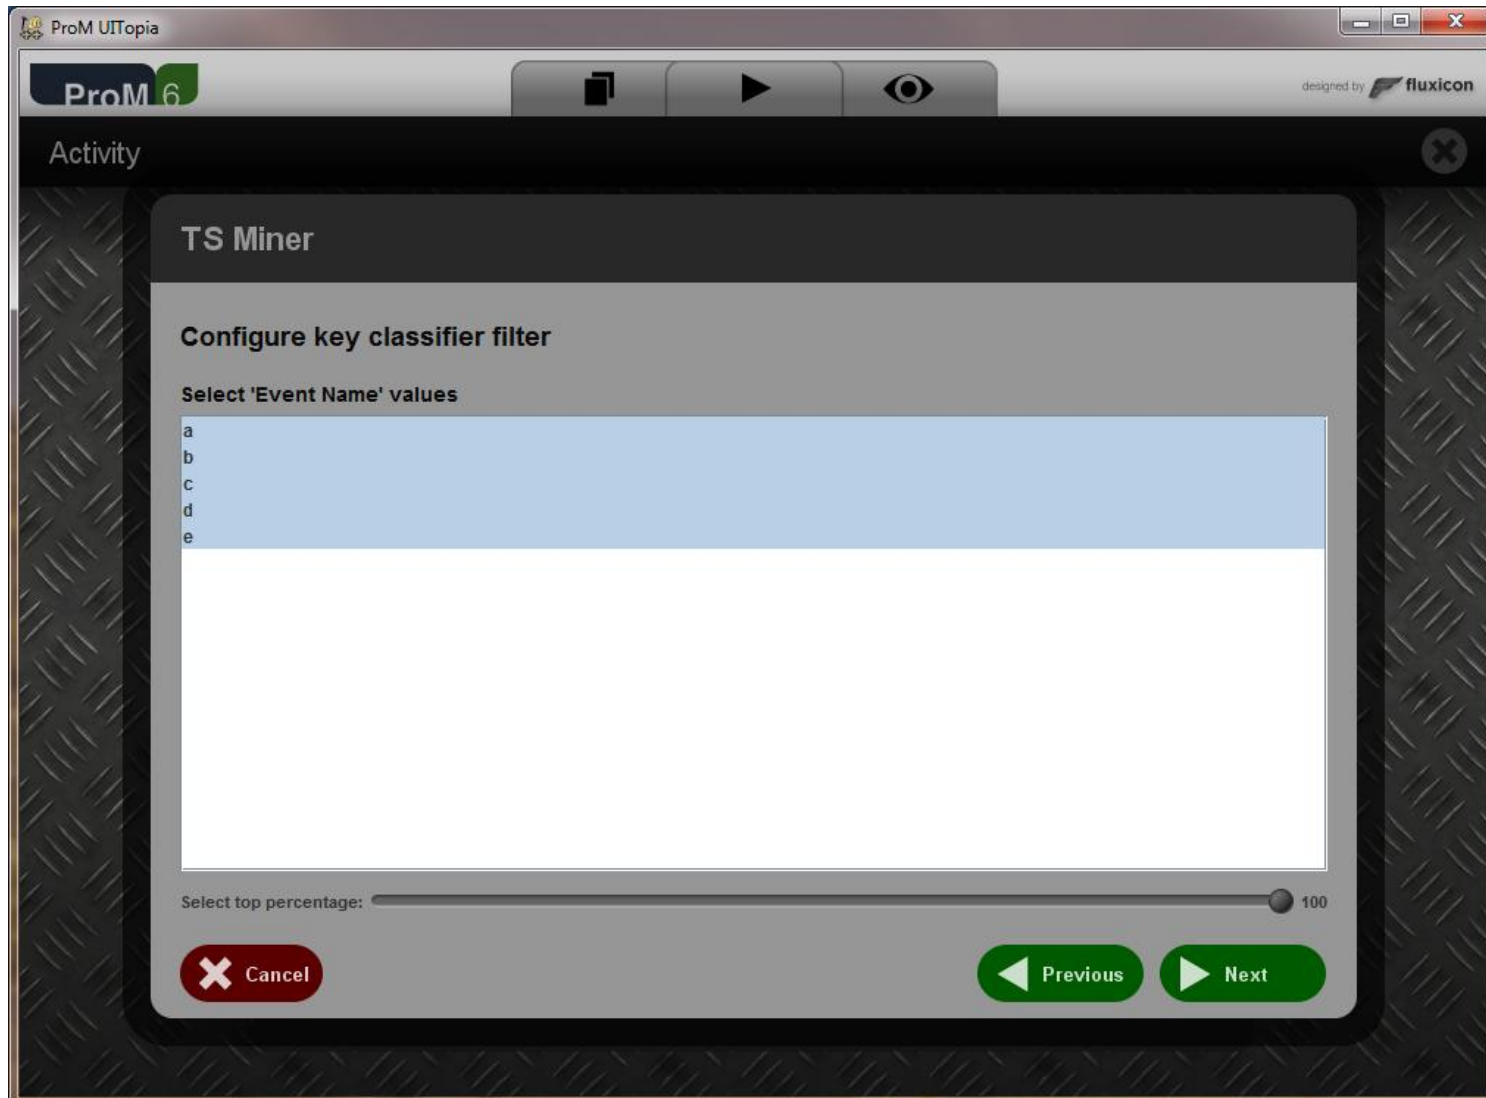 ProM UITopia
ProM 6
designed by fluxicon
Activity
TS Miner
Configure key classifier filter
Select 'Event Name' values
a
b
c
d
e
Select top percentage: 100
Cancel Previous Next